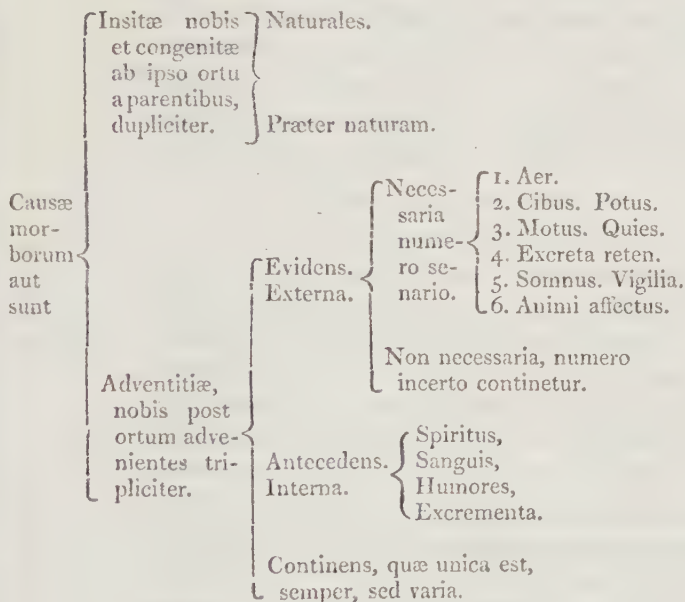 Insitæ nobis
et congenitæ
ab ipso ortu
a parentibus,
dupliciter.
Naturales.
Præter naturam.
Causæ
mor-
borum
aut
sunt
Adventitiæ,
nobis post
ortum adve-
nientes tri-
pliciter.
Evidens.
Externa.
Neces-
saria
nume-
ro se-
nario.
1. Aer.
2. Cibus. Potus.
3. Motus. Quies.
4. Excreta reten.
5. Somnus. Vigilia.
6. Animi affectus.
Non necessaria, numero
incerto continetur.
Antecedens.
Interna.
Spiritus,
Sanguis,
Humores,
Excrementa.
Continens, quæ unica est,
semper, sed varia.